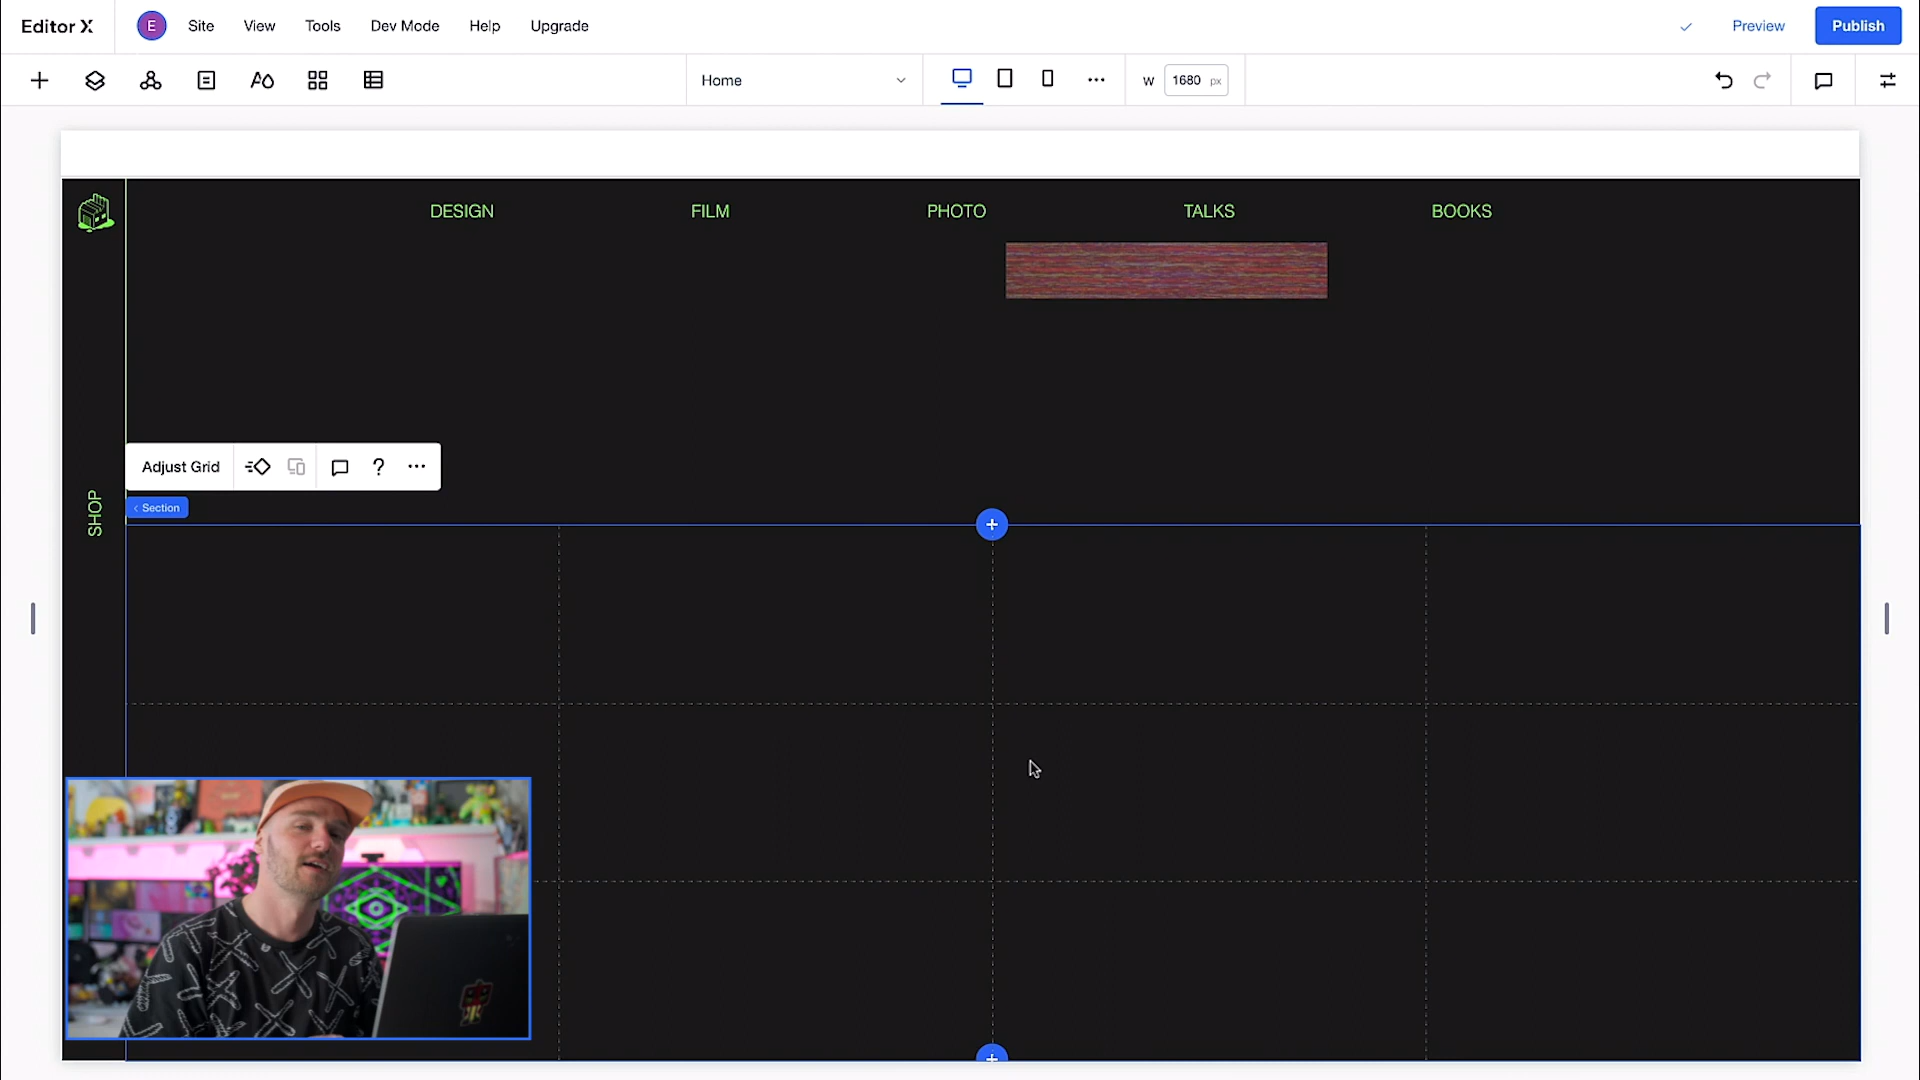 Editor X
E
Site
View
Tools
Dev Mode
Help
Upgrade
Preview
Publish
Home
W
1680 px
DESIGN
FILM
PHOTO
TALKS
BOOKS
Adjust Grid
?
< Section
SHOP